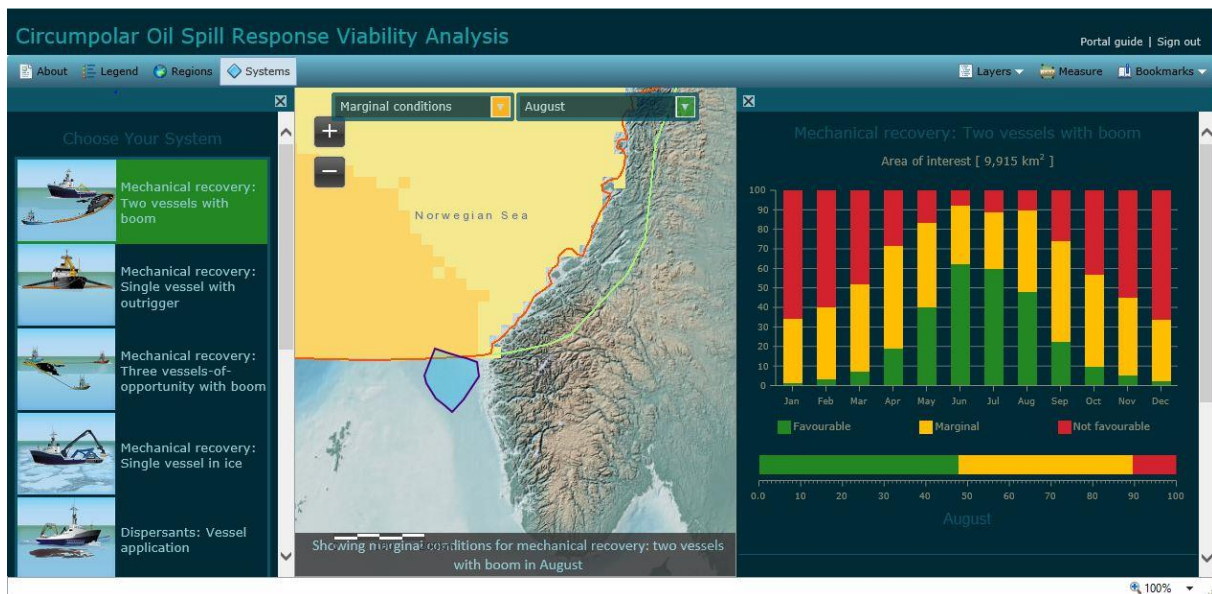 Circumpolar Oil Spill Response Viability Analysis
Portal guide | Sign out
About
Legend
Regions
Systems
Layers
Measure
Bookmarks
Choose Your System
Mechanical recovery:
Two vessels with
boom
Mechanical recovery:
Single vessel with
outrigger
Mechanical recovery:
Three vessels-of-
opportunity with boom
Mechanical recovery:
Single vessel in ice
Dispersants: Vessel
application
Marginal conditions
August
+
−
Norwegian Sea
Showing marginal conditions for mechanical recovery: two vessels
with boom in August
Mechanical recovery: Two vessels with boom
Area of interest [ 9,915 km² ]
100
90
80
70
60
50
40
30
20
10
0
Jan Feb Mar Apr May Jun Jul Aug Sep Oct Nov Dec
Favourable Marginal Not favourable
0.0 10 20 30 40 50 60 70 80 90 100
August
100%